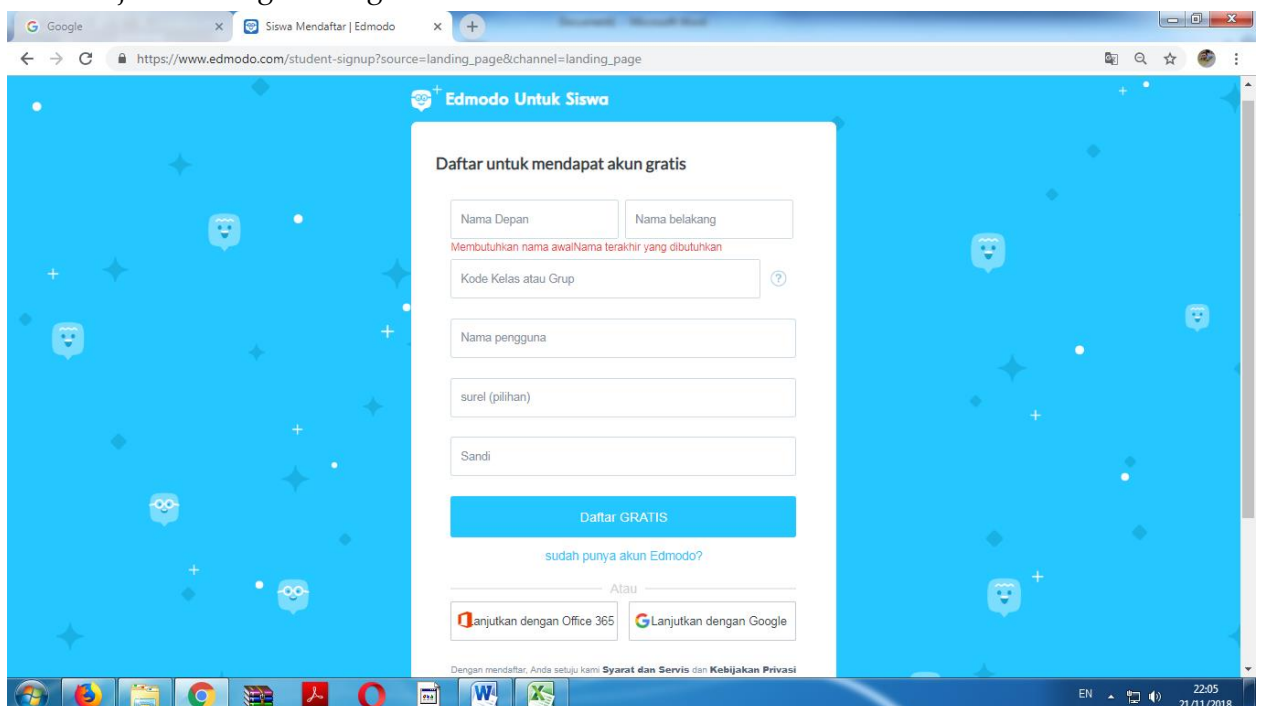 Google
Siswa Mendaftar | Edmodo
https://www.edmodo.com/student-signup?source=landing_page&channel=landing_page
Edmodo Untuk Siswa
Daftar untuk mendapat akun gratis
Nama Depan
Nama belakang
Membutuhkan nama awalNama terakhir yang dibutuhkan
Kode Kelas atau Grup
?
Nama pengguna
surel (pilihan)
Sandi
Daftar GRATIS
sudah punya akun Edmodo?
Atau
anjutkan dengan Office 365
Lanjutkan dengan Google
Dengan mendaftar, Anda setuju kami Syarat dan Servis dan Kebijakan Privasi
EN
22:05
21/11/2018